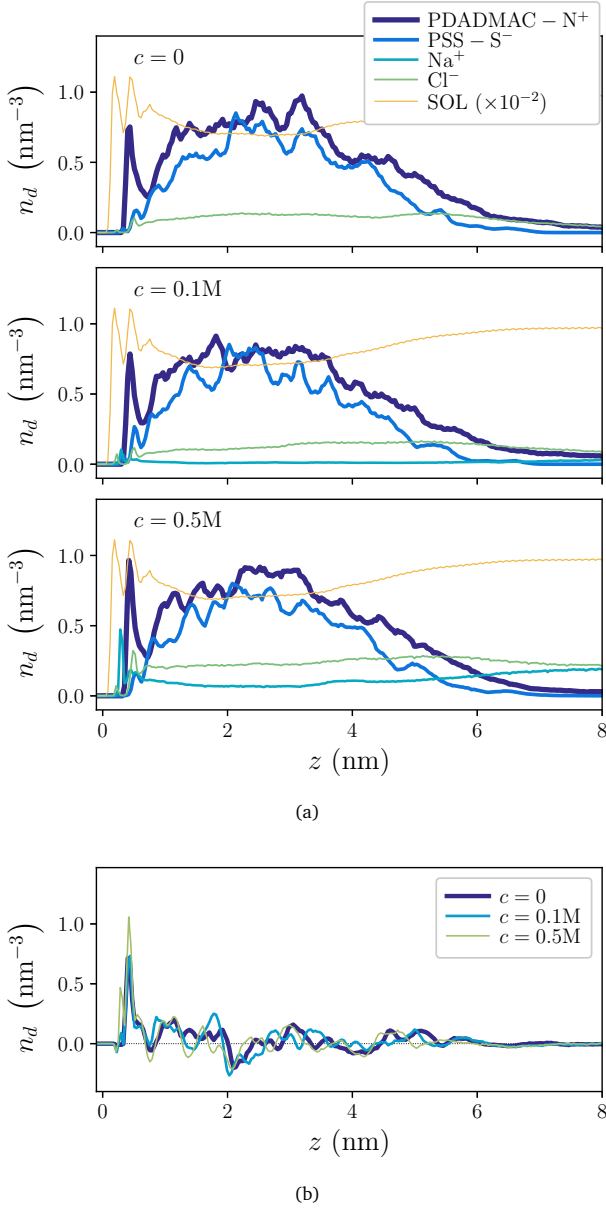 PDADMAC − N⁺
PSS − S⁻
Na⁺
Cl⁻
SOL (×10⁻²)
c = 0
1.0
0.5
0.0
n_d (nm⁻³)
c = 0.1M
1.0
0.5
0.0
n_d (nm⁻³)
c = 0.5M
1.0
0.5
0.0
n_d (nm⁻³)
0 2 4 6 8
z (nm)
(a)
c = 0
c = 0.1M
c = 0.5M
1.0
0.5
0.0
n_d (nm⁻³)
0 2 4 6 8
z (nm)
(b)